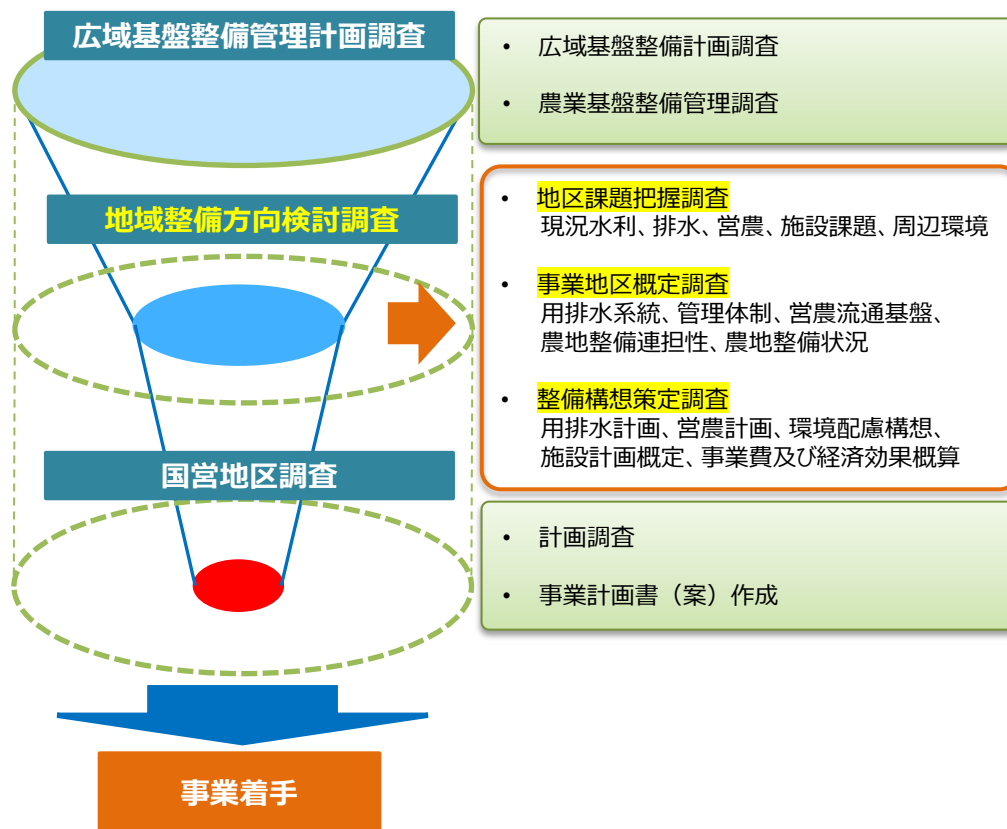 広域基盤整備管理計画調査
• 広域基盤整備計画調査
• 農業基盤整備管理調査
地域整備方向検討調査
• 地区課題把握調査
現況水利、排水、営農、施設課題、周辺環境
• 事業地区概定調査
用排水系統、管理体制、営農流通基盤、
農地整備連担性、農地整備状況
• 整備構想策定調査
用排水計画、営農計画、環境配慮構想、
施設計画概定、事業費及び経済効果概算
国営地区調査
• 計画調査
• 事業計画書（案）作成
事業着手